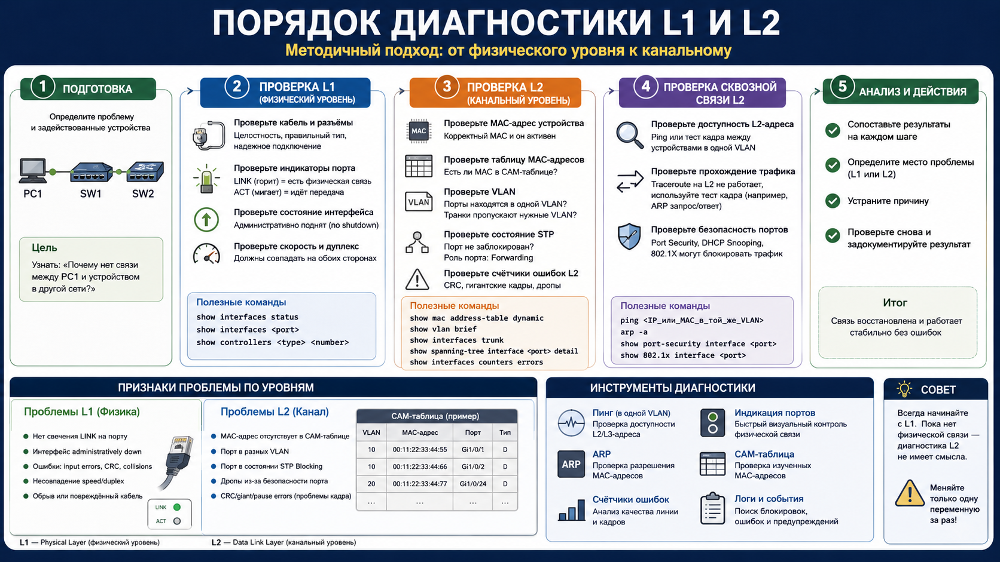 ПОРЯДОК ДИАГНОСТИКИ L1 И L2
Методичный подход: от физического уровня к канальному
1 ПОДГОТОВКА
Определите проблему
и задействованные устройства
PC1 SW1 SW2
Цель
Узнать: «Почему нет связи
между PC1 и устройством
в другой сети?»
2 ПРОВЕРКА L1
(ФИЗИЧЕСКИЙ УРОВЕНЬ)
Проверьте кабель и разъёмы
Целостность, правильный тип,
надежное подключение
Проверьте индикаторы порта
LINK (горит) = есть физическая связь
ACT (мигает) = идёт передача
Проверьте состояние интерфейса
Административно поднят (no shutdown)
Проверьте скорость и дуплекс
Должны совпадать на обоих сторонах
Полезные команды
show interfaces status
show interfaces <port>
show controllers <type> <number>
3 ПРОВЕРКА L2
(КАНАЛЬНЫЙ УРОВЕНЬ)
MAC
Проверьте MAC-адрес устройства
Корректный MAC и он активен
Проверьте таблицу MAC-адресов
Есть ли MAC в CAM-таблице?
VLAN
Проверьте VLAN
Порты находятся в одной VLAN?
Транки пропускают нужные VLAN?
Проверьте состояние STP
Порт не заблокирован?
Роль порта: Forwarding
Проверьте счётчики ошибок L2
CRC, гигантские кадры, дропы
Полезные команды
show mac address-table dynamic
show vlan brief
show interfaces trunk
show spanning-tree interface <port> detail
show interfaces counters errors
4 ПРОВЕРКА СКВОЗНОЙ
СВЯЗИ L2
Проверьте доступность L2-адреса
Ping или тест кадра между
устройствами в одной VLAN
Проверьте прохождение трафика
Traceroute на L2 не работает,
используйте тест кадра (например,
ARP запрос/ответ)
Проверьте безопасность портов
Port Security, DHCP Snooping,
802.1X могут блокировать трафик
Полезные команды
ping <IP_или_MAC_в_той_же_VLAN>
arp -a
show port-security interface <port>
show 802.1x interface <port>
5 АНАЛИЗ И ДЕЙСТВИЯ
Сопоставьте результаты
на каждом шаге
Определите место проблемы
(L1 или L2)
Устраните причину
Проверьте снова и
задокументируйте результат
Итог
Связь восстановлена и работает
стабильно без ошибок
ПРИЗНАКИ ПРОБЛЕМЫ ПО УРОВНЯМ
Проблемы L1 (Физика)
Нет свечения LINK на порту
Интерфейс administratively down
Ошибки: input errors, CRC, collisions
Несовпадение speed/duplex
Обрыв или повреждённый кабель
LINK
ACT
Проблемы L2 (Канал)
MAC-адрес отсутствует в CAM-таблице
Порт в разных VLAN
Порт в состоянии STP Blocking
Дропы из-за безопасности порта
CRC/giant/pause errors (проблемы кадра)
CAM-таблица (пример)
VLAN MAC-адрес Порт Тип
10 00:11:22:33:44:55 Gi1/0/1 D
10 00:11:22:33:44:66 Gi1/0/2 D
20 00:11:22:33:44:77 Gi1/0/24 D
... ... ... ...
L1 — Physical Layer (физический уровень)
L2 — Data Link Layer (канальный уровень)
ИНСТРУМЕНТЫ ДИАГНОСТИКИ
Пинг (в одной VLAN)
Проверка доступности
L2/L3-адреса
ARP
ARP
Проверка разрешения
MAC-адресов
Счётчики ошибок
Анализ качества линии
и кадров
Индикация портов
Быстрый визуальный контроль
физической связи
CAM-таблица
Проверка изученных
MAC-адресов
Логи и события
Поиск блокировок,
ошибок и предупреждений
СОВЕТ
Всегда начинайте
с L1. Пока нет
физической связи —
диагностика L2
не имеет смысла.
Меняйте
только одну
переменную
за раз!